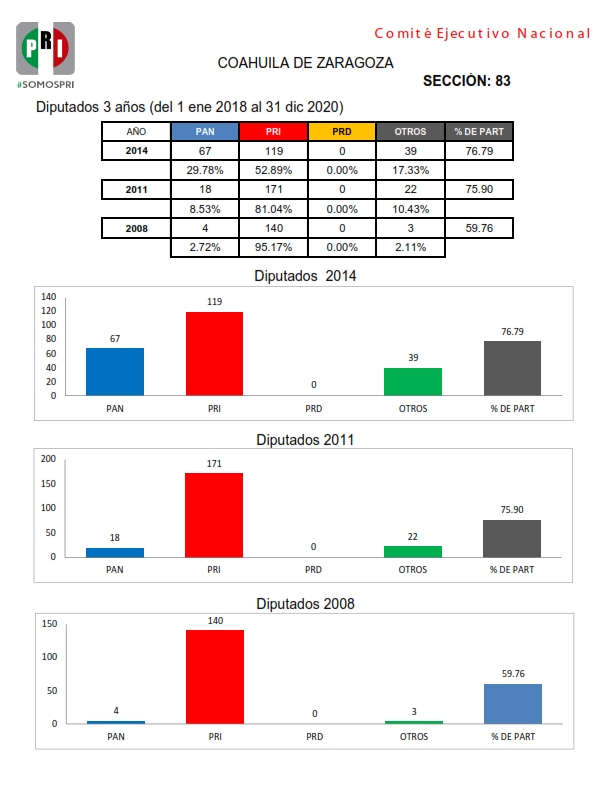 PRI
#SOMOSPRI
Comité Ejecutivo Nacional
COAHUILA DE ZARAGOZA
SECCIÓN: 83
Diputados 3 años (del 1 ene 2018 al 31 dic 2020)
AÑO PAN PRI PRD OTROS % DE PART
2014 67 119 0 39 76.79
29.78% 52.89% 0.00% 17.33%
2011 18 171 0 22 75.90
8.53% 81.04% 0.00% 10.43%
2008 4 140 0 3 59.76
2.72% 95.17% 0.00% 2.11%
Diputados 2014
140
120
100
80
60
40
20
0
67 119 0 39 76.79
PAN PRI PRD OTROS % DE PART
Diputados 2011
200
150
100
50
0
18 171 0 22 75.90
PAN PRI PRD OTROS % DE PART
Diputados 2008
150
100
50
0
4 140 0 3 59.76
PAN PRI PRD OTROS % DE PART